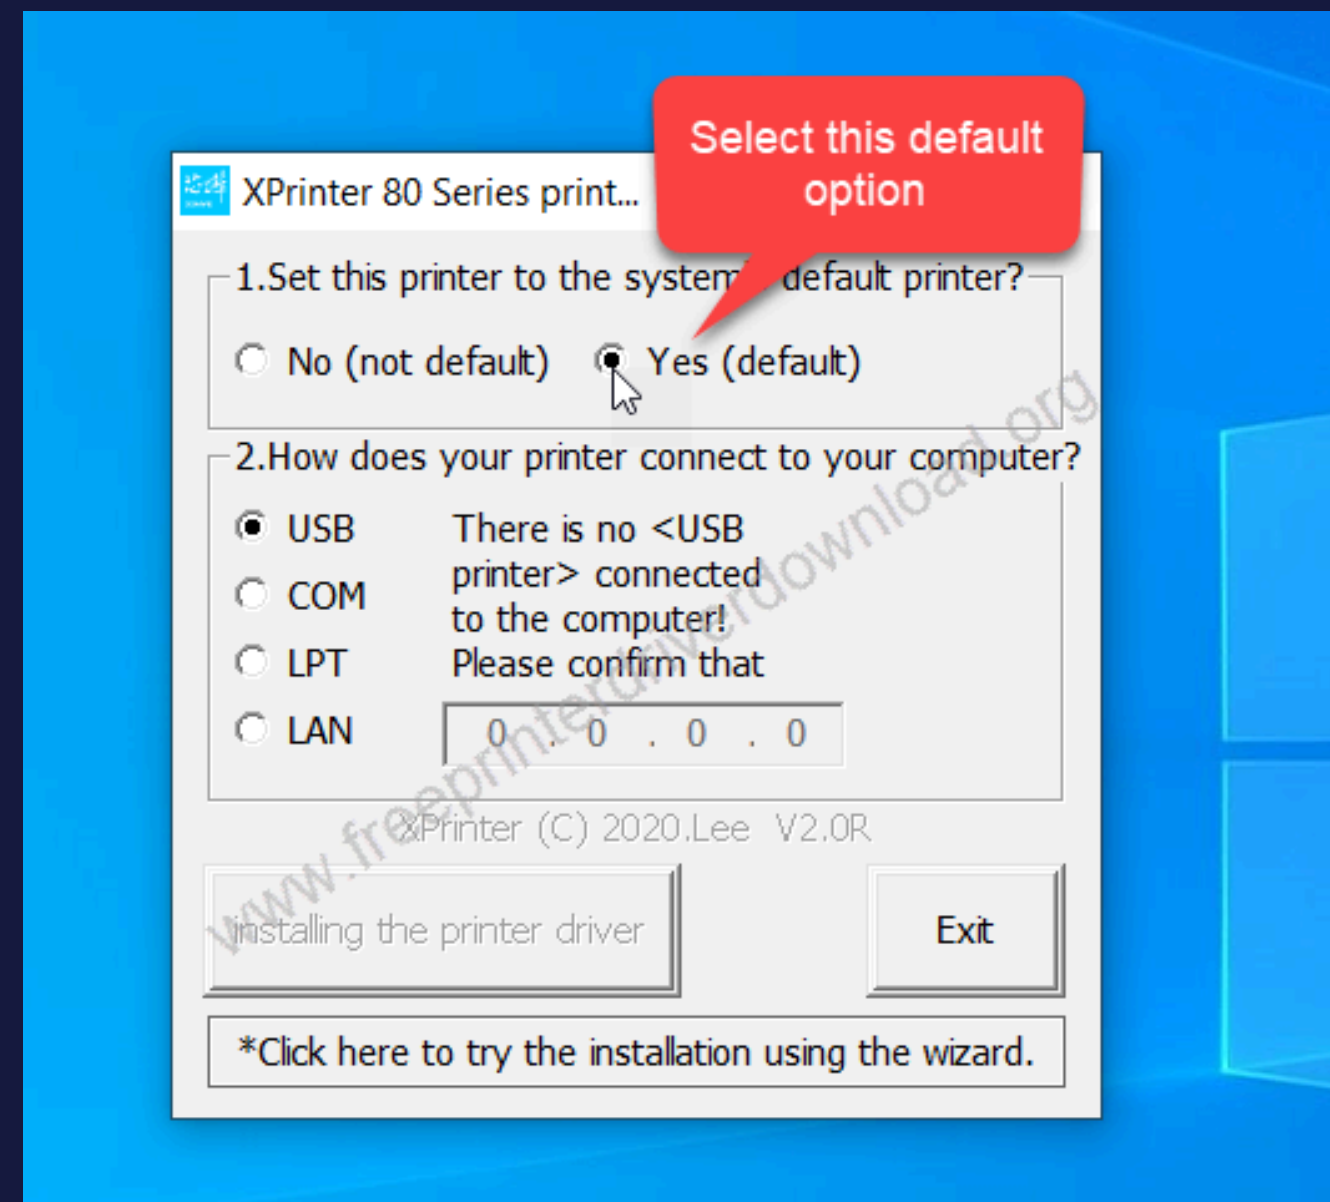 Select this default
option
XPrinter 80 Series print...
1.Set this printer to the system default printer?
No (not default) Yes (default)
2.How does your printer connect to your computer?
USB
COM
LPT
LAN
There is no <USB
printer> connected
to the computer!
Please confirm that
0 . 0 . 0 . 0
XPrinter (C) 2020.Lee V2.0R
installing the printer driver
Exit
*Click here to try the installation using the wizard.
www.freeprinterdriverdownload.org